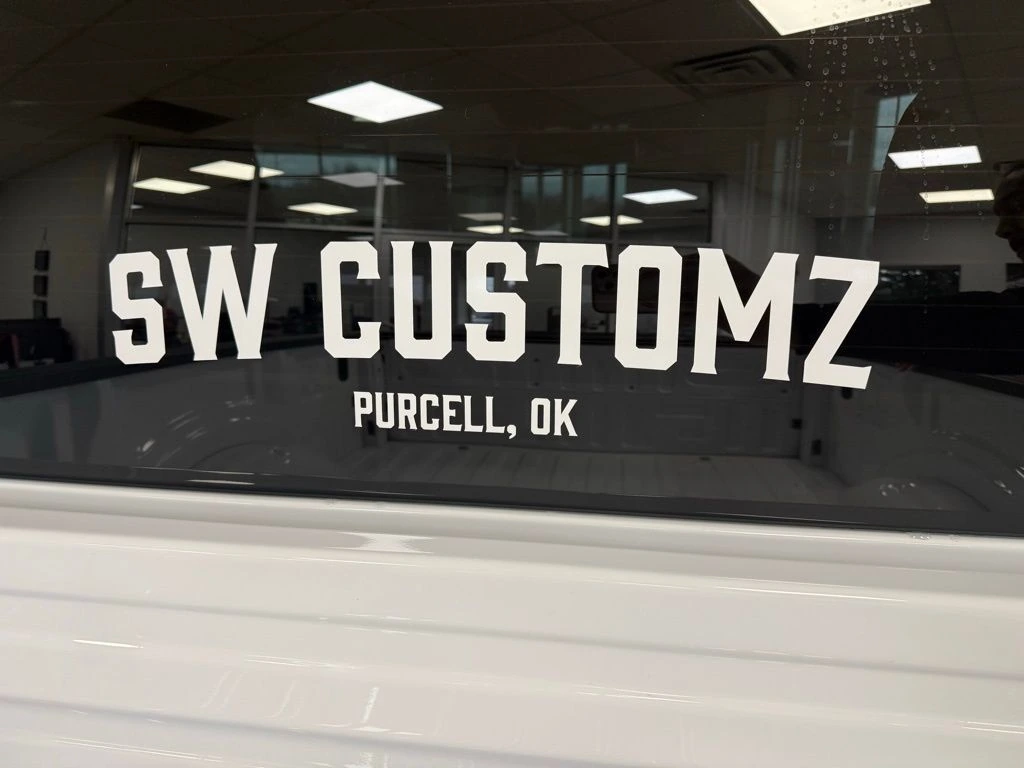 SW CUSTOMZ
PURCELL, OK